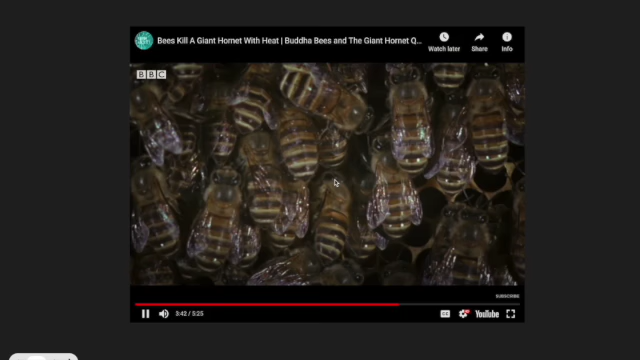 Bees Kill A Giant Hornet With Heat | Buddha Bees and The Giant Hornet Q...
Watch later
Share
Info
BBC
SUBSCRIBE
3:42 / 5:25
CC
YouTube